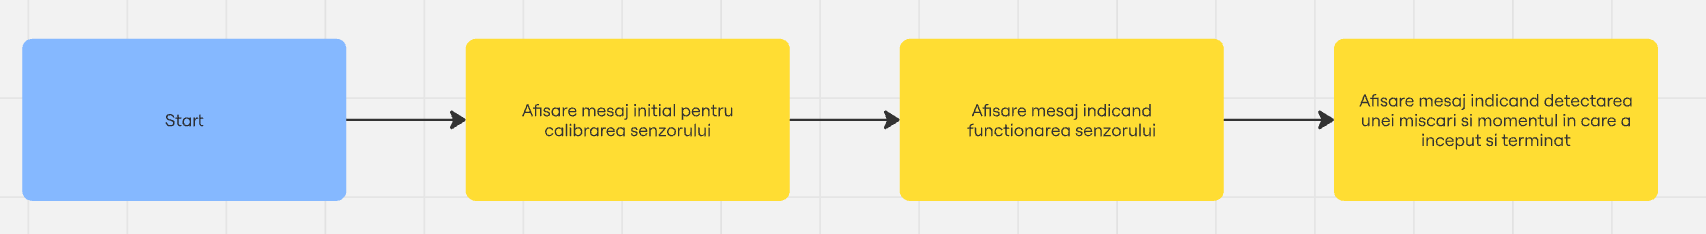 Start
Afisare mesaj initial pentru
calibrarea senzorului
Afisare mesaj indicand
functionarea senzorului
Afisare mesaj indicand detectarea
unei miscari si momentul in care a
inceput si terminat